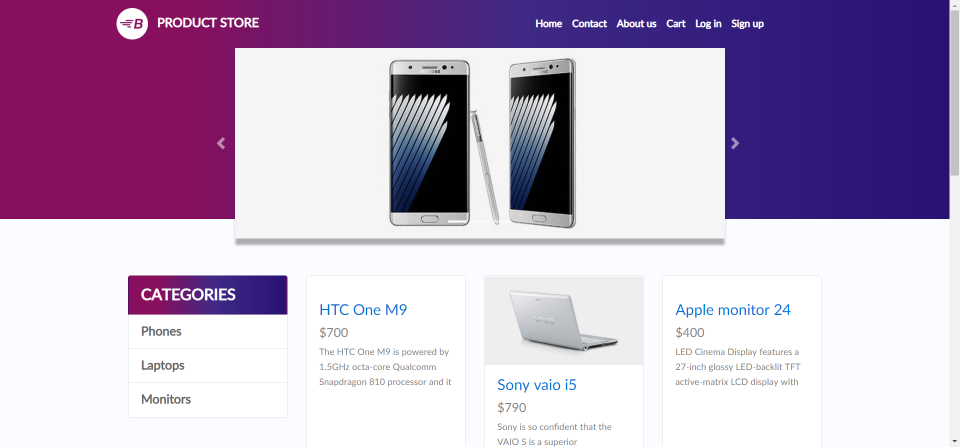 B PRODUCT STORE
Home Contact About us Cart Log in Sign up
SAMSUNG
CATEGORIES
Phones
Laptops
Monitors
HTC One M9
$700
The HTC One M9 is powered by
1.5GHz octa-core Qualcomm
Snapdragon 810 processor and it
VAIO
Sony vaio i5
$790
Sony is so confident that the
VAIO S is a superior
Apple monitor 24
$400
LED Cinema Display features a
27-inch glossy LED-backlit TFT
active-matrix LCD display with